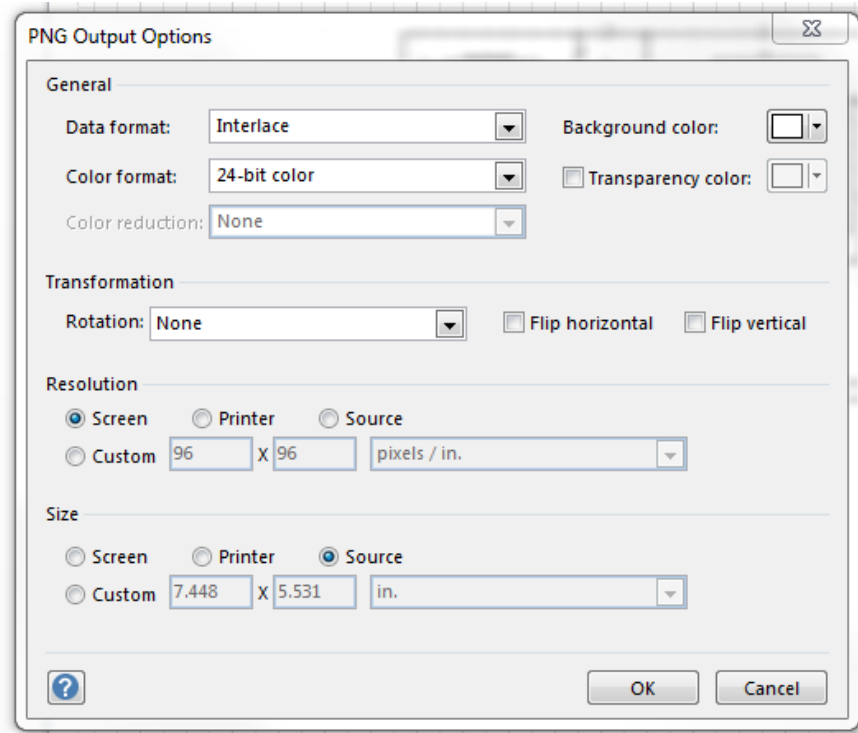 PNG Output Options
General
Data format: Interlace Background color:
Color format: 24-bit color Transparency color:
Color reduction: None
Transformation
Rotation: None Flip horizontal Flip vertical
Resolution
Screen Printer Source
Custom 96 X 96 pixels / in.
Size
Screen Printer Source
Custom 7.448 X 5.531 in.
? OK Cancel